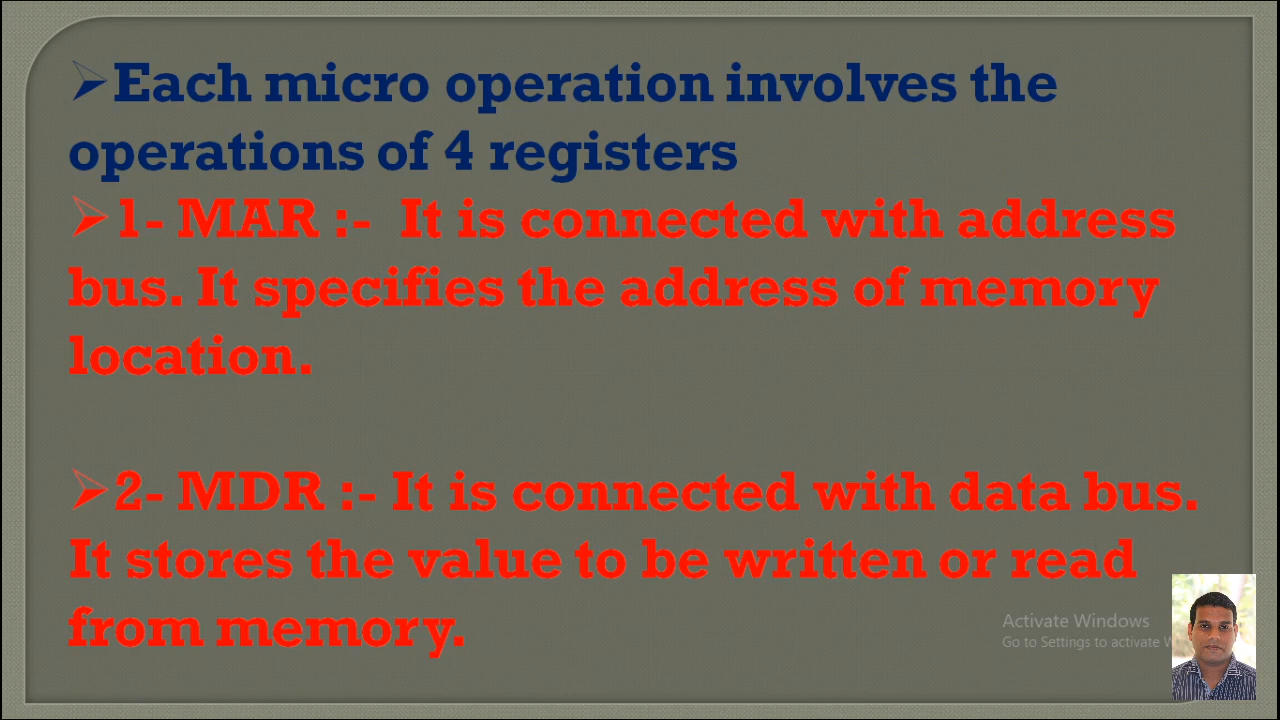 ➢Each micro operation involves the
operations of 4 registers
➢1- MAR :- It is connected with address
bus. It specifies the address of memory
location.
➢2- MDR :- It is connected with data bus.
It stores the value to be written or read
from memory.
Activate Windows
Go to Settings to activate